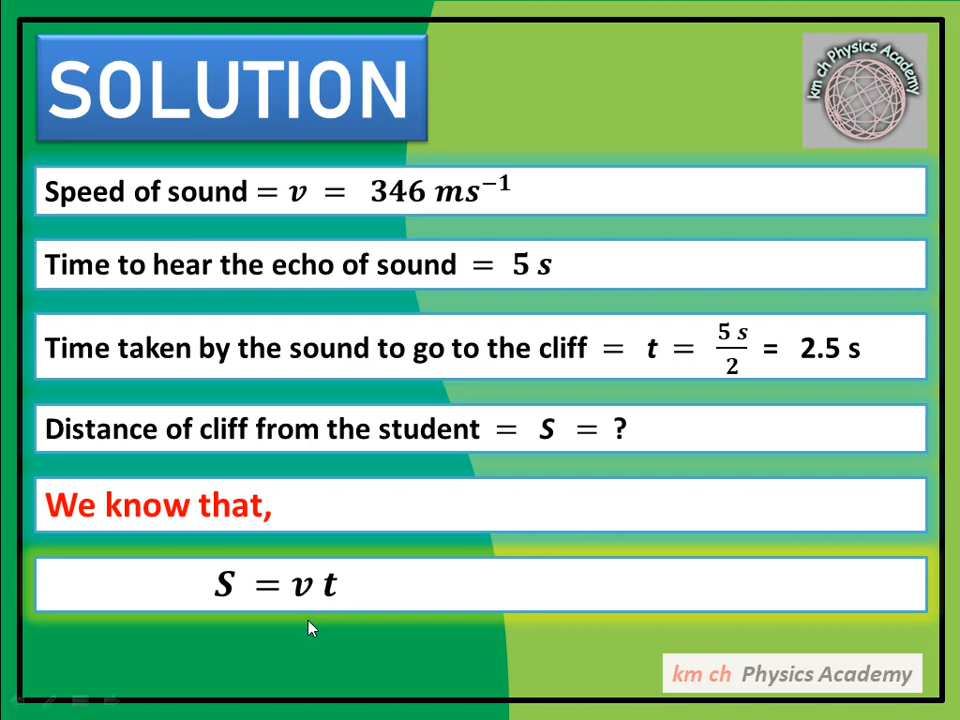 SOLUTION
km ch Physics Academy
Speed of sound = v = 346 ms⁻¹
Time to hear the echo of sound = 5 s
Time taken by the sound to go to the cliff = t = 5 s/2 = 2.5 s
Distance of cliff from the student = S = ?
We know that,
S = v t
km ch Physics Academy